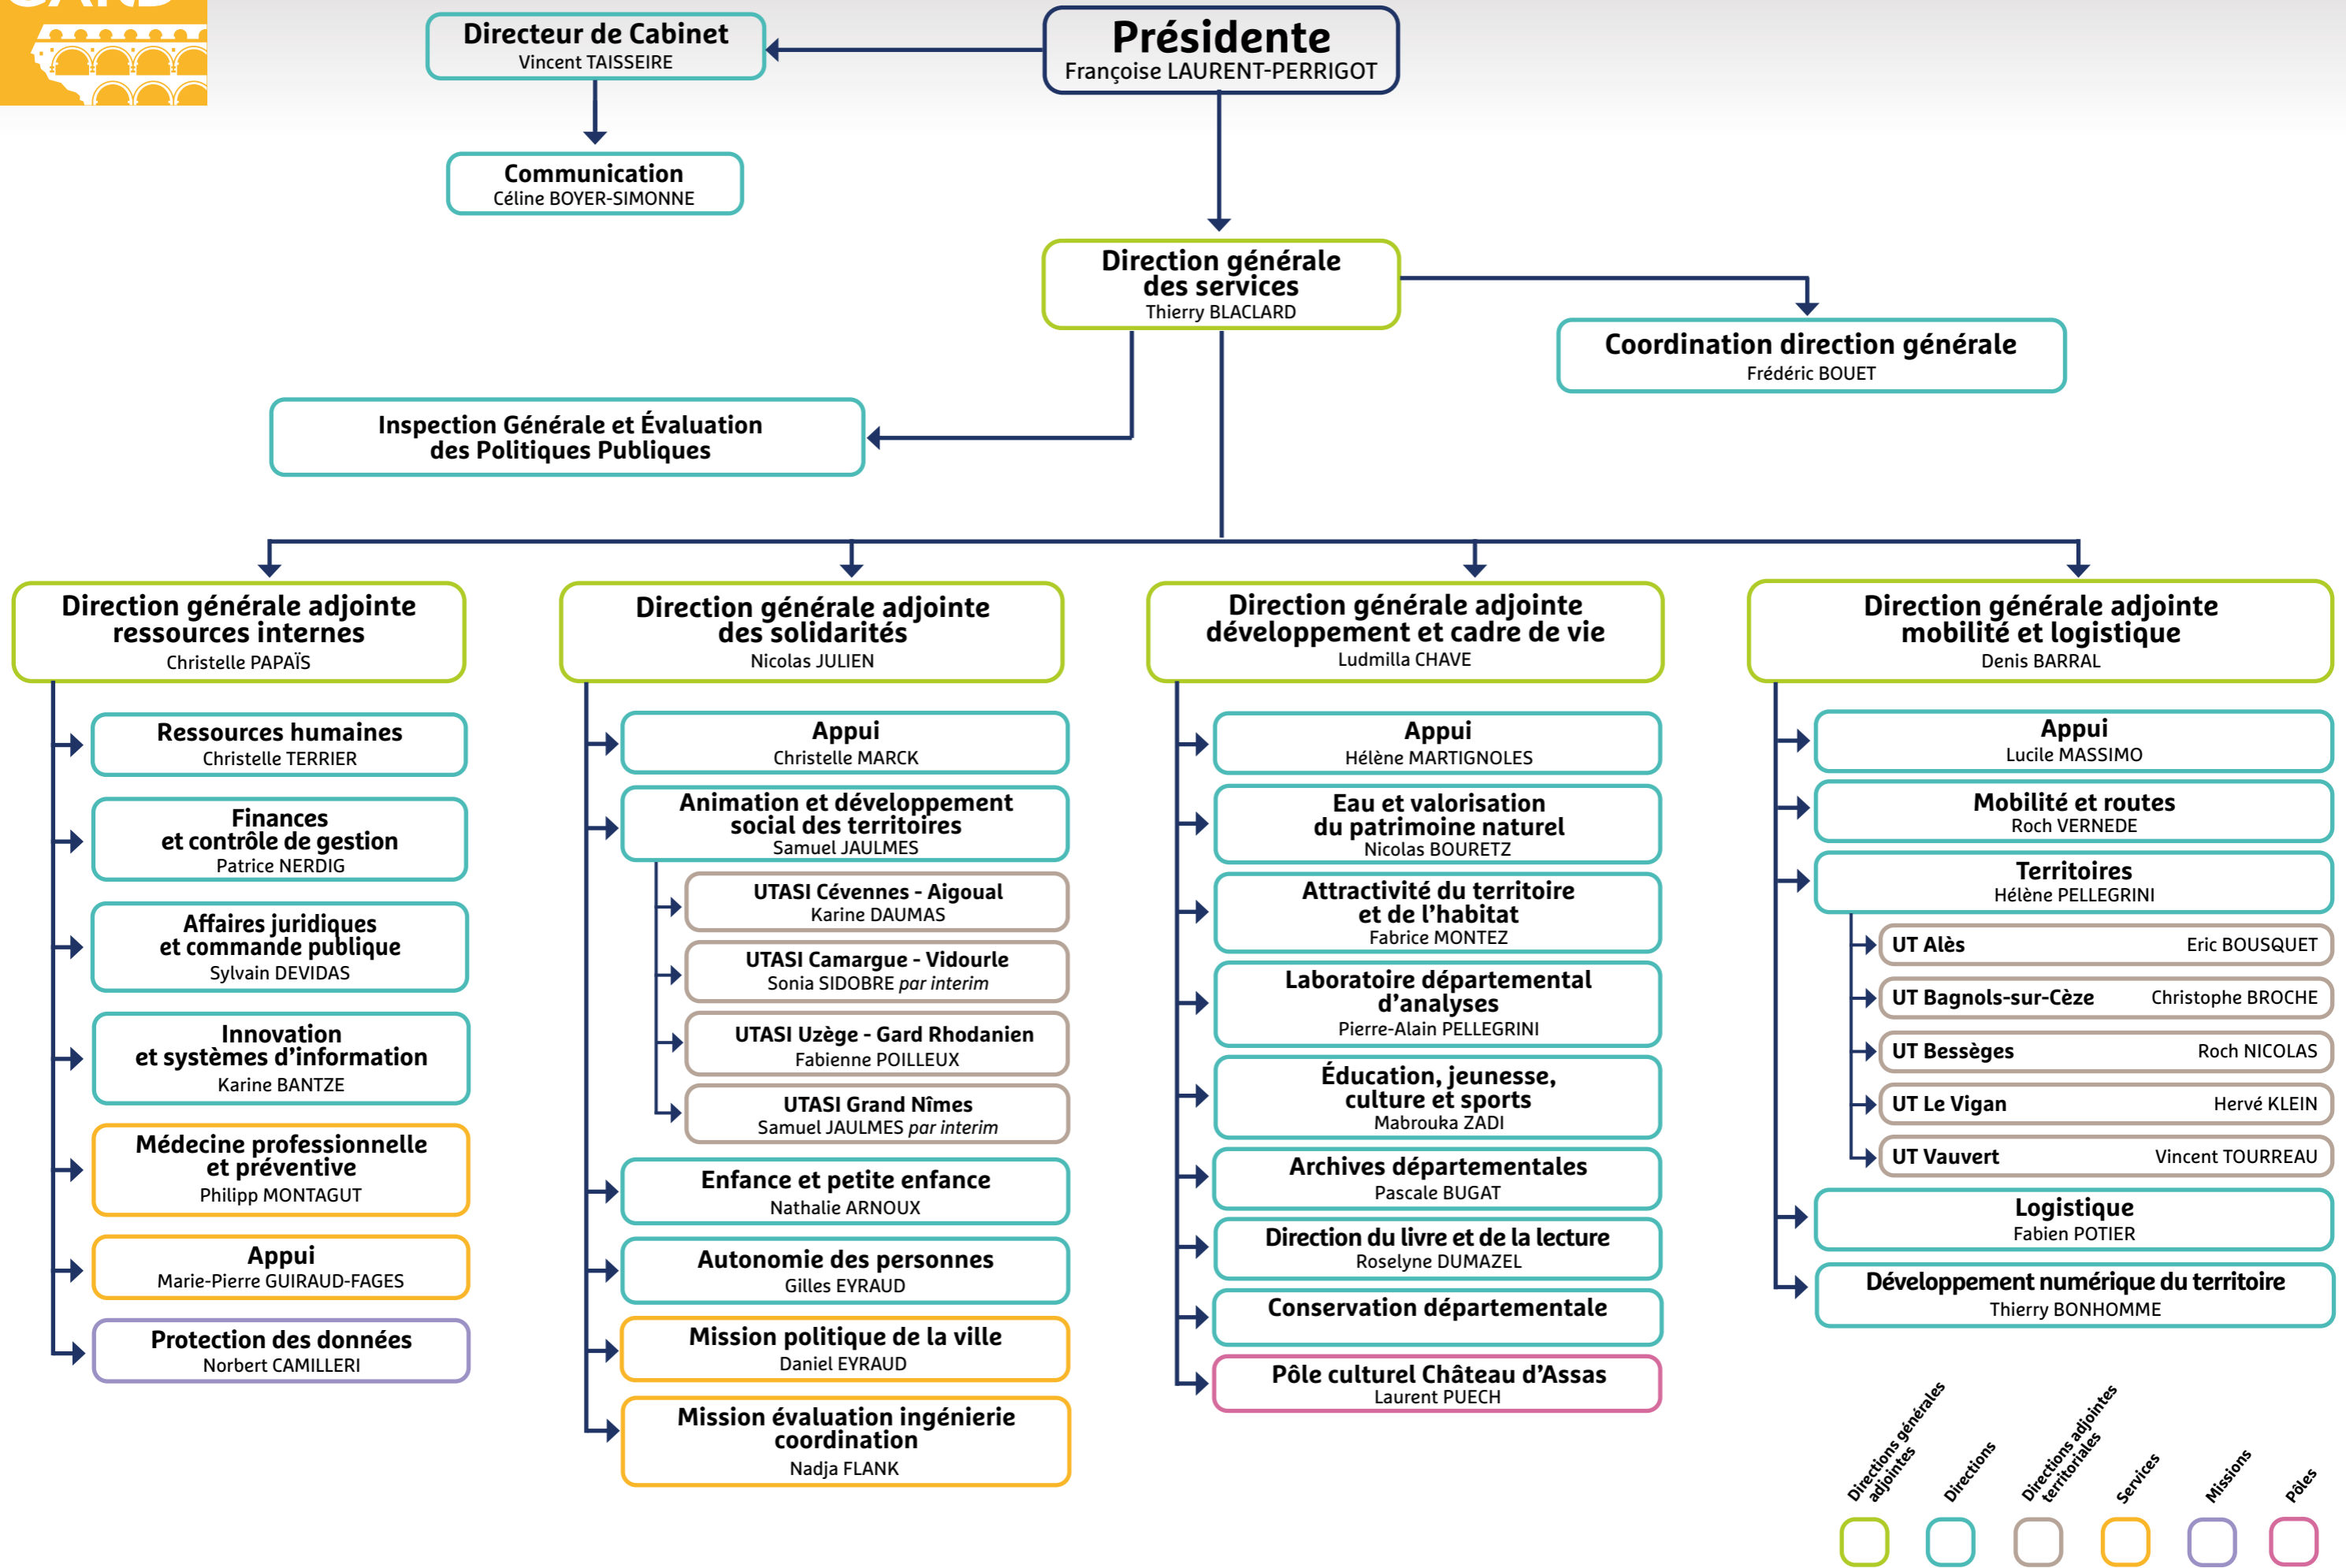 GARD
Directeur de Cabinet
Vincent TAISSEIRE
Présidente
Françoise LAURENT-PERRIGOT
Communication
Céline BOYER-SIMONNE
Direction générale
des services
Thierry BLACLARD
Coordination direction générale
Frédéric BOUET
Inspection Générale et Évaluation
des Politiques Publiques
Direction générale adjointe
ressources internes
Christelle PAPAÏS
Ressources humaines
Christelle TERRIER
Finances
et contrôle de gestion
Patrice NERDIG
Affaires juridiques
et commande publique
Sylvain DEVIDAS
Innovation
et systèmes d'information
Karine BANTZE
Médecine professionnelle
et préventive
Philipp MONTAGUT
Appui
Marie-Pierre GUIRAUD-FAGES
Protection des données
Norbert CAMILLERI
Direction générale adjointe
des solidarités
Nicolas JULIEN
Appui
Christelle MARCK
Animation et développement
social des territoires
Samuel JAULMES
UTASI Cévennes - Aigoual
Karine DAUMAS
UTASI Camargue - Vidourle
Sonia SIDOBRE par interim
UTASI Uzège - Gard Rhodanien
Fabienne POILLEUX
UTASI Grand Nîmes
Samuel JAULMES par interim
Enfance et petite enfance
Nathalie ARNOUX
Autonomie des personnes
Gilles EYRAUD
Mission politique de la ville
Daniel EYRAUD
Mission évaluation ingénierie
coordination
Nadja FLANK
Direction générale adjointe
développement et cadre de vie
Ludmilla CHAVE
Appui
Hélène MARTIGNOLES
Eau et valorisation
du patrimoine naturel
Nicolas BOURETZ
Attractivité du territoire
et de l'habitat
Fabrice MONTEZ
Laboratoire départemental
d'analyses
Pierre-Alain PELLEGRINI
Éducation, jeunesse,
culture et sports
Mabrouka ZADI
Archives départementales
Pascale BUGAT
Direction du livre et de la lecture
Roselyne DUMAZEL
Conservation départementale
Pôle culturel Château d'Assas
Laurent PUECH
Direction générale adjointe
mobilité et logistique
Denis BARRAL
Appui
Lucile MASSIMO
Mobilité et routes
Roch VERNEDE
Territoires
Hélène PELLEGRINI
UT Alès Eric BOUSQUET
UT Bagnols-sur-Cèze Christophe BROCHE
UT Bessèges Roch NICOLAS
UT Le Vigan Hervé KLEIN
UT Vauvert Vincent TOURREAU
Logistique
Fabien POTIER
Développement numérique du territoire
Thierry BONHOMME
Directions générales
adjointes
Directions
Directions adjointes
territoriales
Services
Missions
Pôles